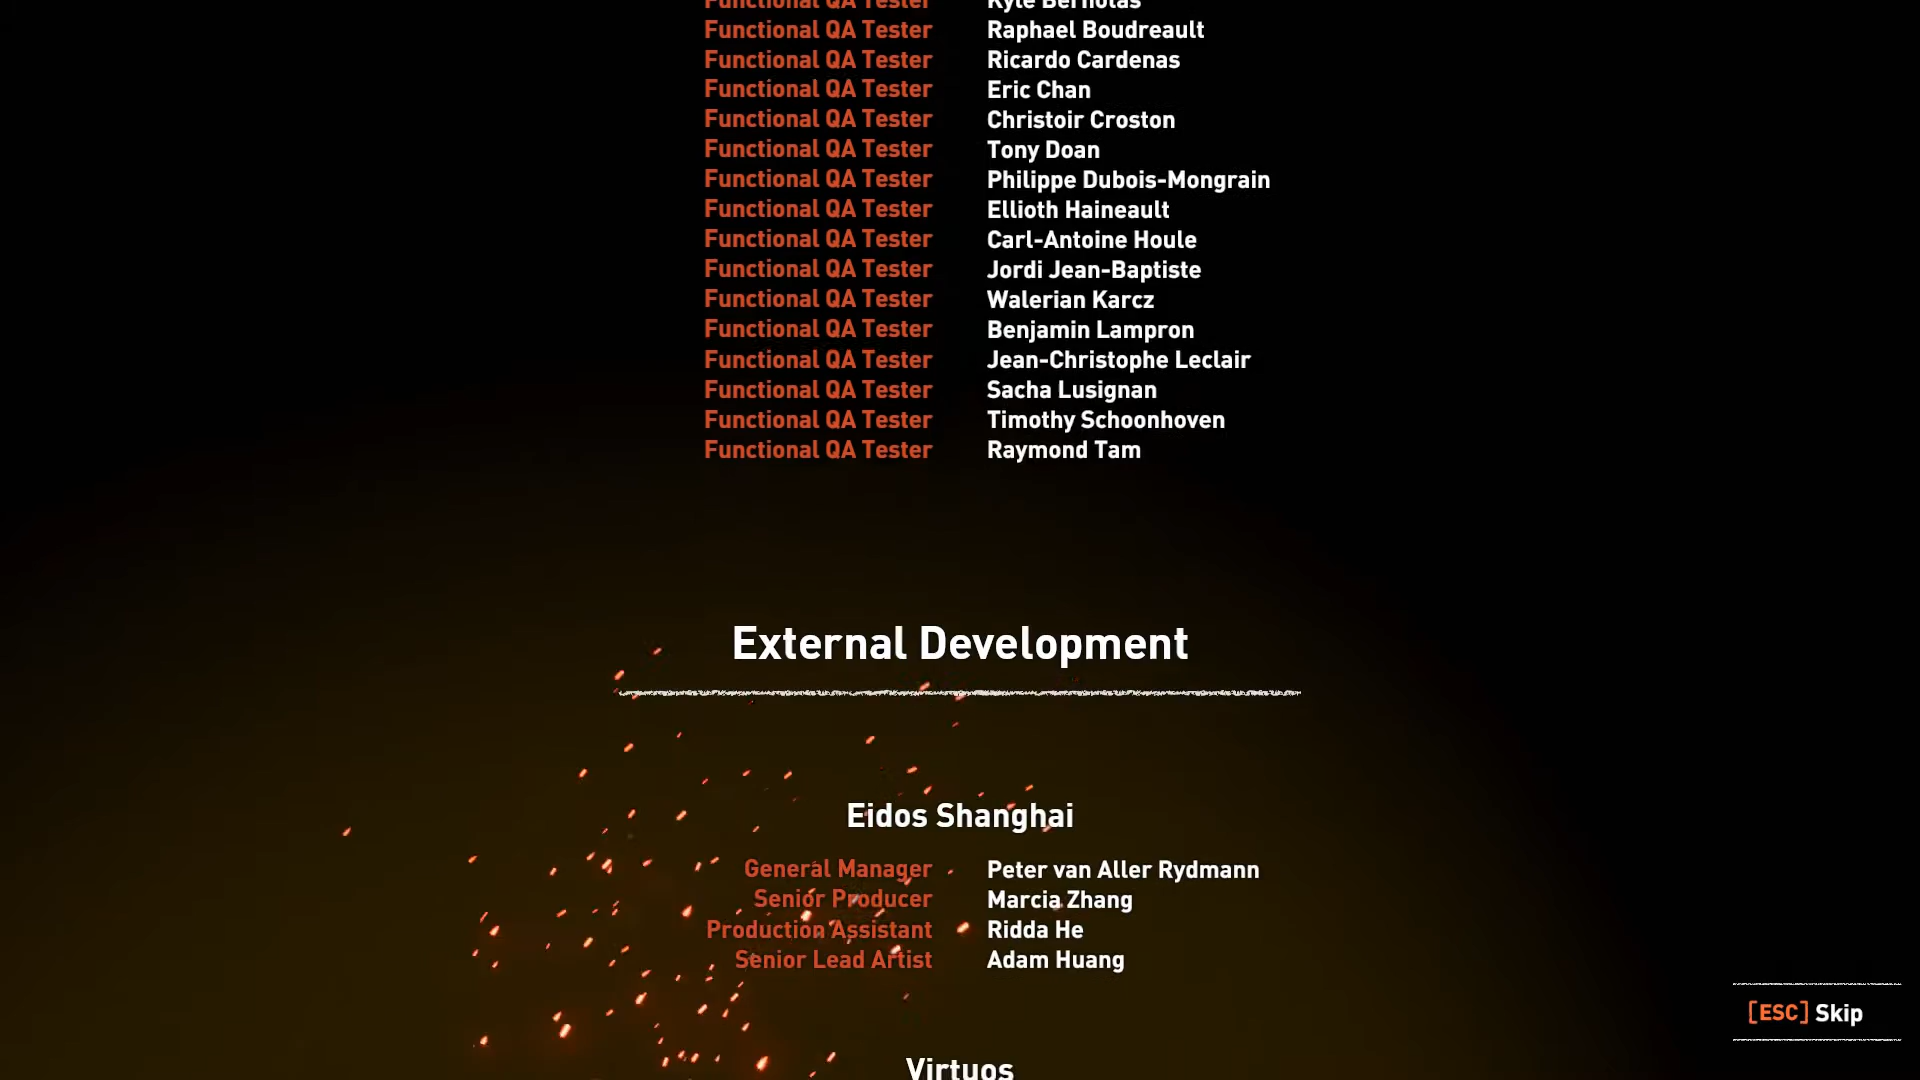 Functional QA Tester Kyle Bernotas
Functional QA Tester Raphael Boudreault
Functional QA Tester Ricardo Cardenas
Functional QA Tester Eric Chan
Functional QA Tester Christoir Croston
Functional QA Tester Tony Doan
Functional QA Tester Philippe Dubois-Mongrain
Functional QA Tester Ellioth Haineault
Functional QA Tester Carl-Antoine Houle
Functional QA Tester Jordi Jean-Baptiste
Functional QA Tester Walerian Karcz
Functional QA Tester Benjamin Lampron
Functional QA Tester Jean-Christophe Leclair
Functional QA Tester Sacha Lusignan
Functional QA Tester Timothy Schoonhoven
Functional QA Tester Raymond Tam
External Development
Eidos Shanghai
General Manager Peter van Aller Rydmann
Senior Producer Marcia Zhang
Production Assistant Ridda He
Senior Lead Artist Adam Huang
[ESC] Skip
Virtuos